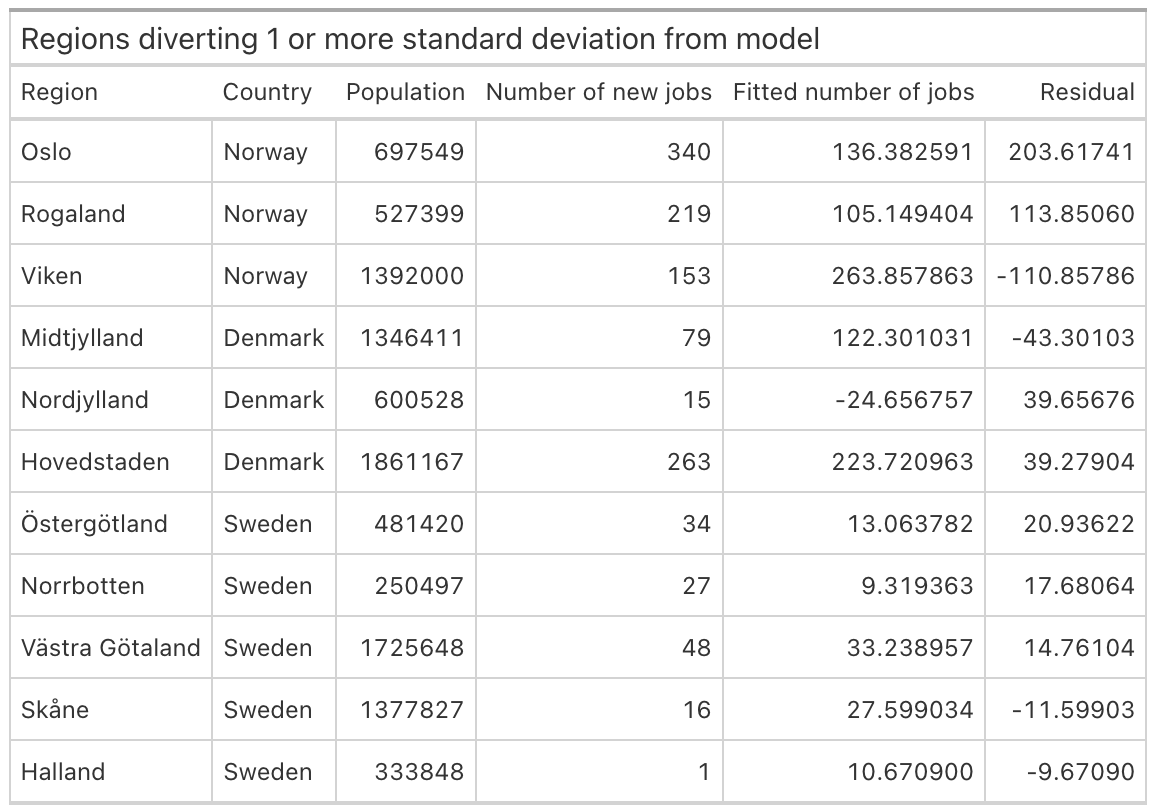 Regions diverting 1 or more standard deviation from model
Region Country Population Number of new jobs Fitted number of jobs Residual
Oslo Norway 697549 340 136.382591 203.61741
Rogaland Norway 527399 219 105.149404 113.85060
Viken Norway 1392000 153 263.857863 -110.85786
Midtjylland Denmark 1346411 79 122.301031 -43.30103
Nordjylland Denmark 600528 15 -24.656757 39.65676
Hovedstaden Denmark 1861167 263 223.720963 39.27904
Östergötland Sweden 481420 34 13.063782 20.93622
Norrbotten Sweden 250497 27 9.319363 17.68064
Västra Götaland Sweden 1725648 48 33.238957 14.76104
Skåne Sweden 1377827 16 27.599034 -11.59903
Halland Sweden 333848 1 10.670900 -9.67090